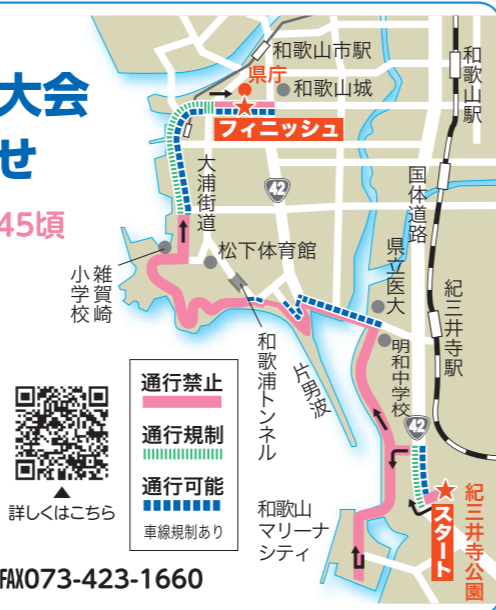 大会
せ
45頃
和歌山市駅
県庁
和歌山城
フィニッシュ
和歌山駅
大浦街道
42
国体道路
松下体育館
雑賀崎
小学校
県立医大
紀三井寺駅
和歌浦トンネル
片男波
明和中学校
42
通行禁止
通行規制
通行可能
車線規制あり
詳しくはこちら
和歌山
マリーナ
シティ
スタート
紀三井寺公園
FAX073-423-1660